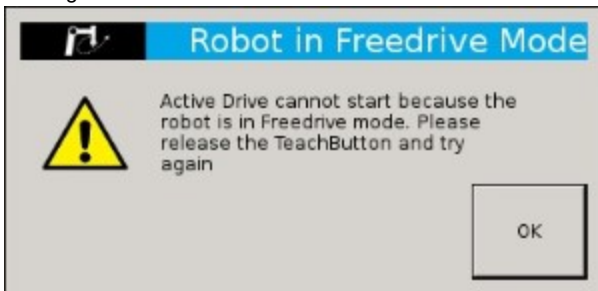 Robot in Freedrive Mode
Active Drive cannot start because the
robot is in Freedrive mode. Please
release the TeachButton and try
again
OK